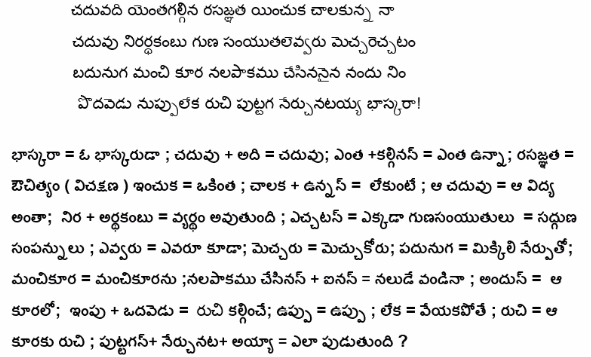 చదువది యెంతగల్గిన రసజ్ఞత యించుక చాలకున్న నా
చదువు నిరర్ధకంబు గుణ సంయుతలెవ్వరు మెచ్చరెచ్చటం
బదునుగ మంచి కూర నలపాకము చేసిననైన నందు నిం
పొదవెడు నుప్పులేక రుచి పుట్టగ నేర్చునటయ్య భాస్కరా!
భాస్కరా = ఓ భాస్కరుడా ; చదువు + అది = చదువు; ఎంత +కల్గినన్ = ఎంత ఉన్నా; రసజ్ఞత =
ఔచిత్యం ( విచక్షణ ) ఇంచుక = ఒకింత ; చాలక + ఉన్నన్ = లేకుంటే ; ఆ చదువు = ఆ విద్య
అంతా; నిర + అర్థకంబు = వ్యర్థం అవుతుంది ; ఎచ్చటన్ = ఎక్కడా గుణసంయుతులు = సద్గుణ
సంపన్నులు ; ఎవ్వరు = ఎవరూ కూడా; మెచ్చరు = మెచ్చుకోరు; పదునుగ = మిక్కిలి నేర్పుతో;
మంచికూర = మంచికూరను ;నలపాకము చేసినన్ + ఐనన్ = నలుడే వండినా ; అందున్ = ఆ
కూరలో; ఇంపు + ఒదవెడు = రుచి కల్గించే; ఉప్పు = ఉప్పు ; లేక = వేయకపోతే ; రుచి = ఆ
కూరకు రుచి ; పుట్టగన్+ నేర్చునట+ అయ్యా = ఎలా పుడుతుంది ?